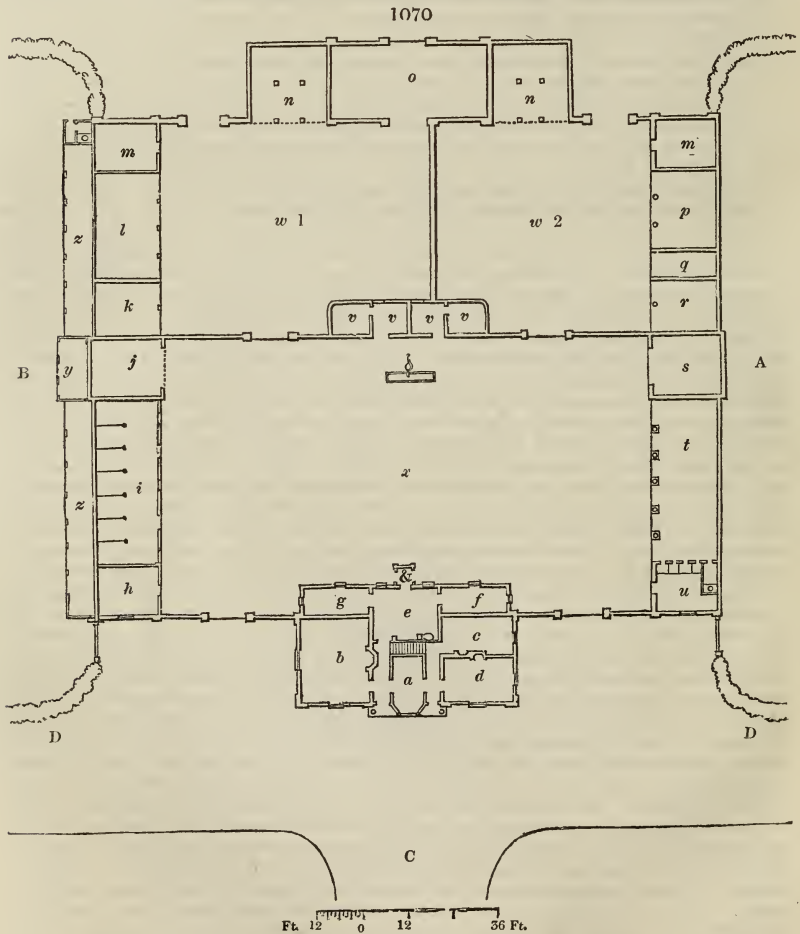 1070
o
n n
m m
l p
w 1 w 2
z q
k r
v v v v
B y j s A
t
x
i
z
&
h g f u
e
c
b
a d
D D
C
Ft. 12 0 12 36 Ft.